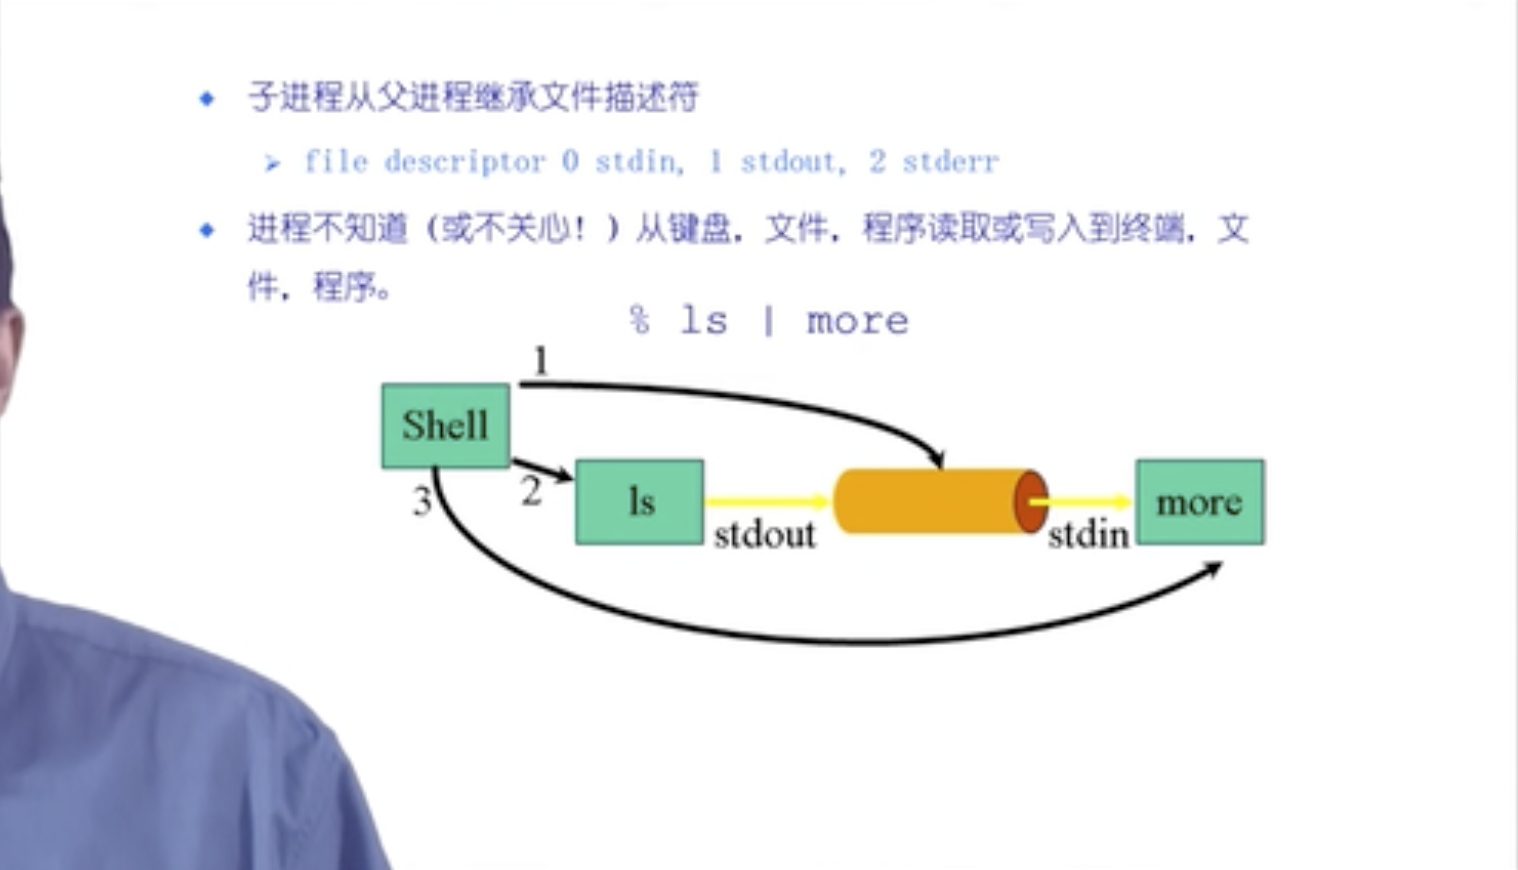 子进程从父进程继承文件描述符
file descriptor 0 stdin, 1 stdout, 2 stderr
进程不知道（或不关心！）从键盘，文件，程序读取或写入到终端，文
件，程序。
% ls | more
1
Shell
2
3
ls
stdout
stdin
more